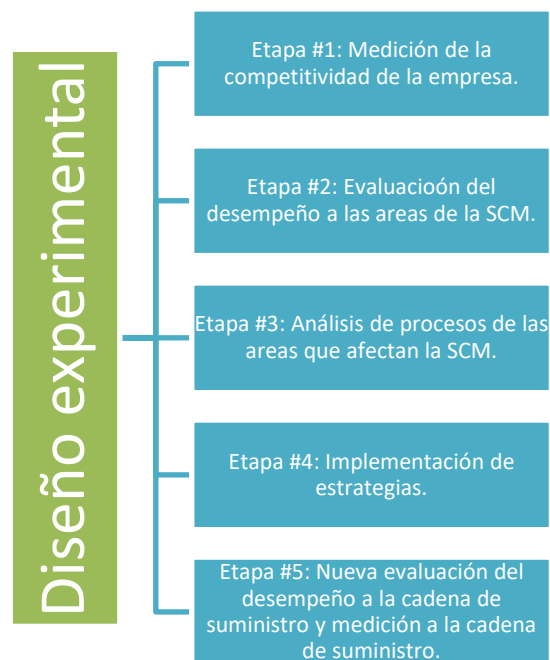 Diseño experimental
Etapa #1: Medición de la
competitividad de la empresa.
Etapa #2: Evaluacioón del
desempeño a las areas de la SCM.
Etapa #3: Análisis de procesos de las
areas que afectan la SCM.
Etapa #4: Implementación de
estrategias.
Etapa #5: Nueva evaluación del
desempeño a la cadena de
suministro y medición a la cadena
de suministro.